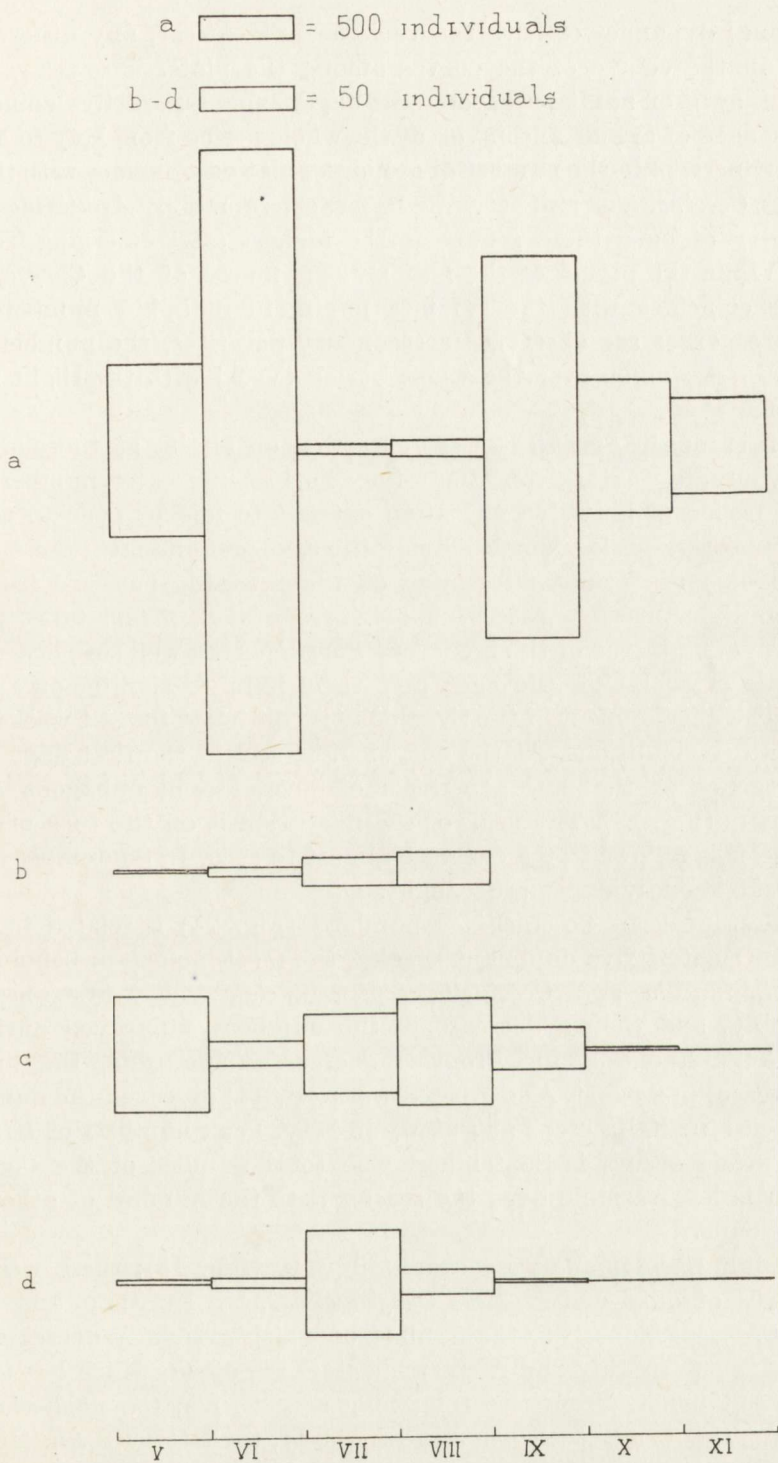 a = 500 individuals
b-d = 50 individuals
a
b
c
d
V VI VII VIII IX X XI